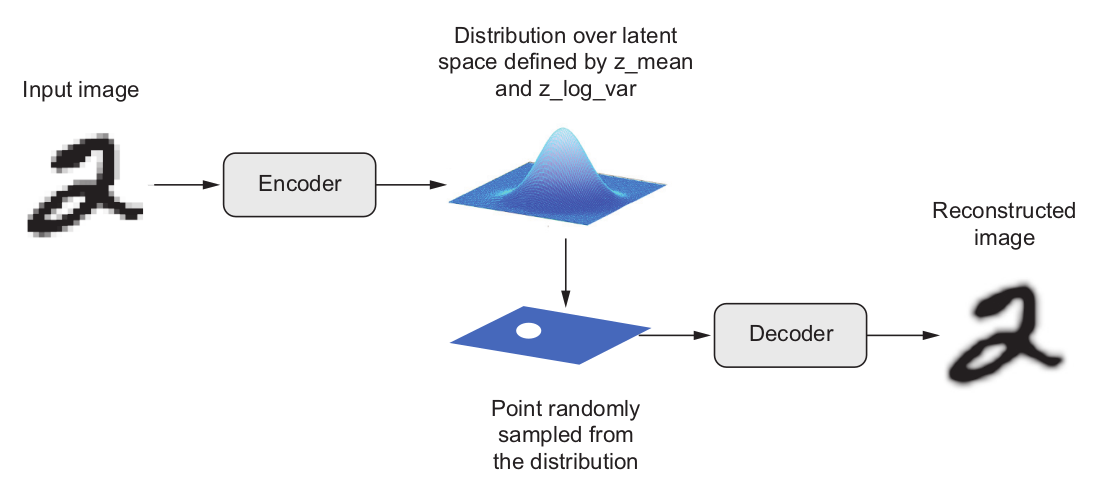 Input image
Encoder
Distribution over latent
space defined by z_mean
and z_log_var
Point randomly
sampled from
the distribution
Decoder
Reconstructed
image